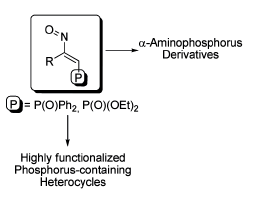 O
N
R
P
α-Aminophosphorus
Derivatives
P = P(O)Ph2, P(O)(OEt)2
Highly functionalized
Phosphorus-containing
Heterocycles